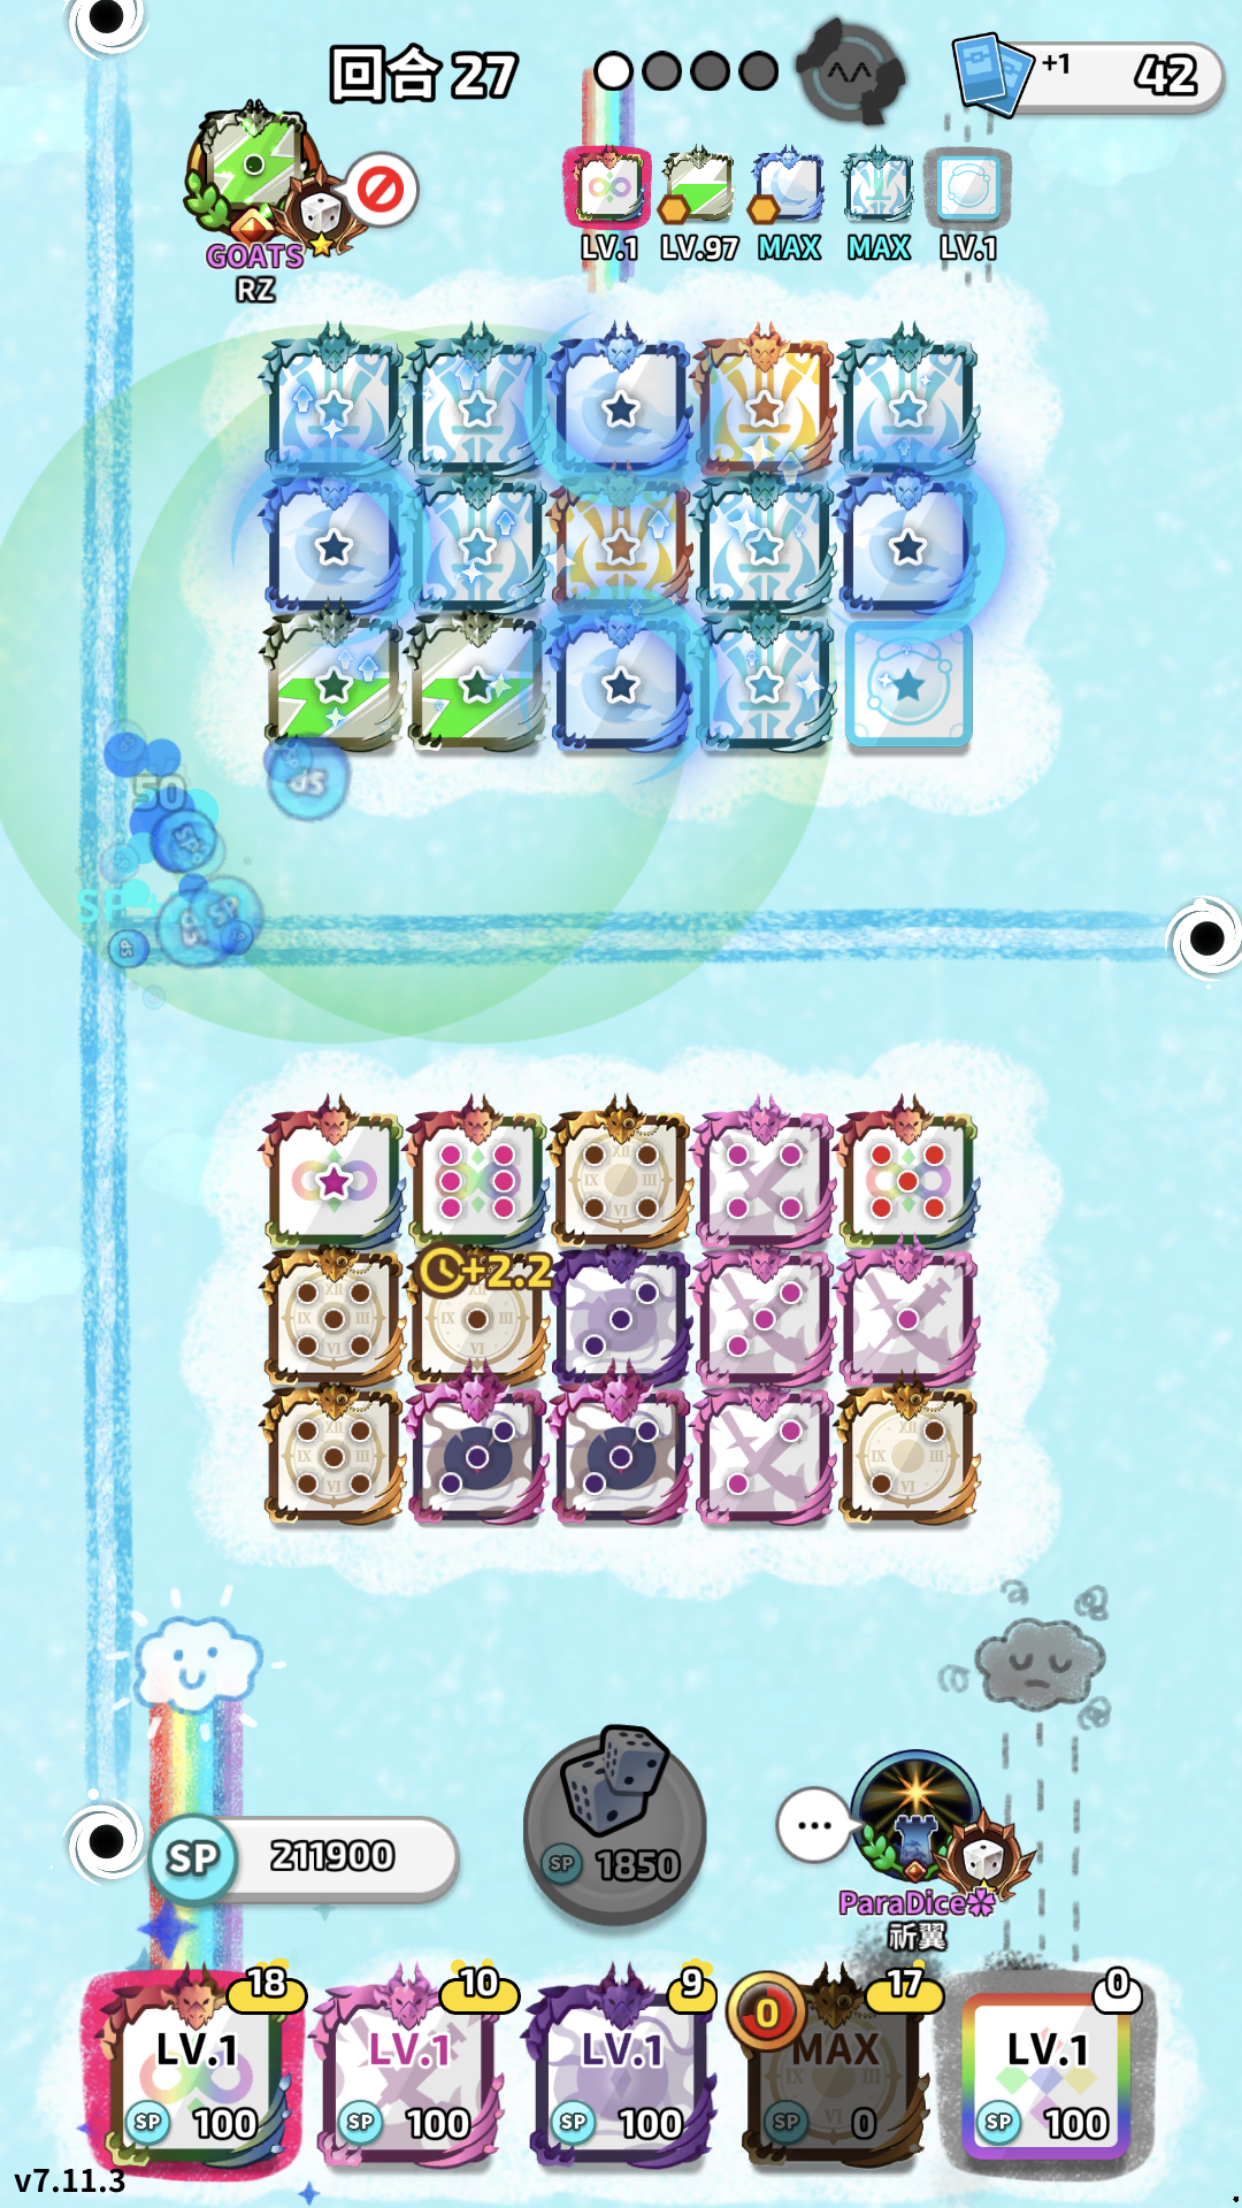 回合 27
+1
42
GOATS
RZ
LV.1
LV.97
MAX
MAX
LV.1
50
SP+
SP
+2.2
SP
211900
SP 1850
...
ParaDice
祈翼
18
10
9
0
17
0
LV.1
LV.1
LV.1
MAX
LV.1
SP 100
SP 100
SP 100
SP 0
SP 100
v7.11.3